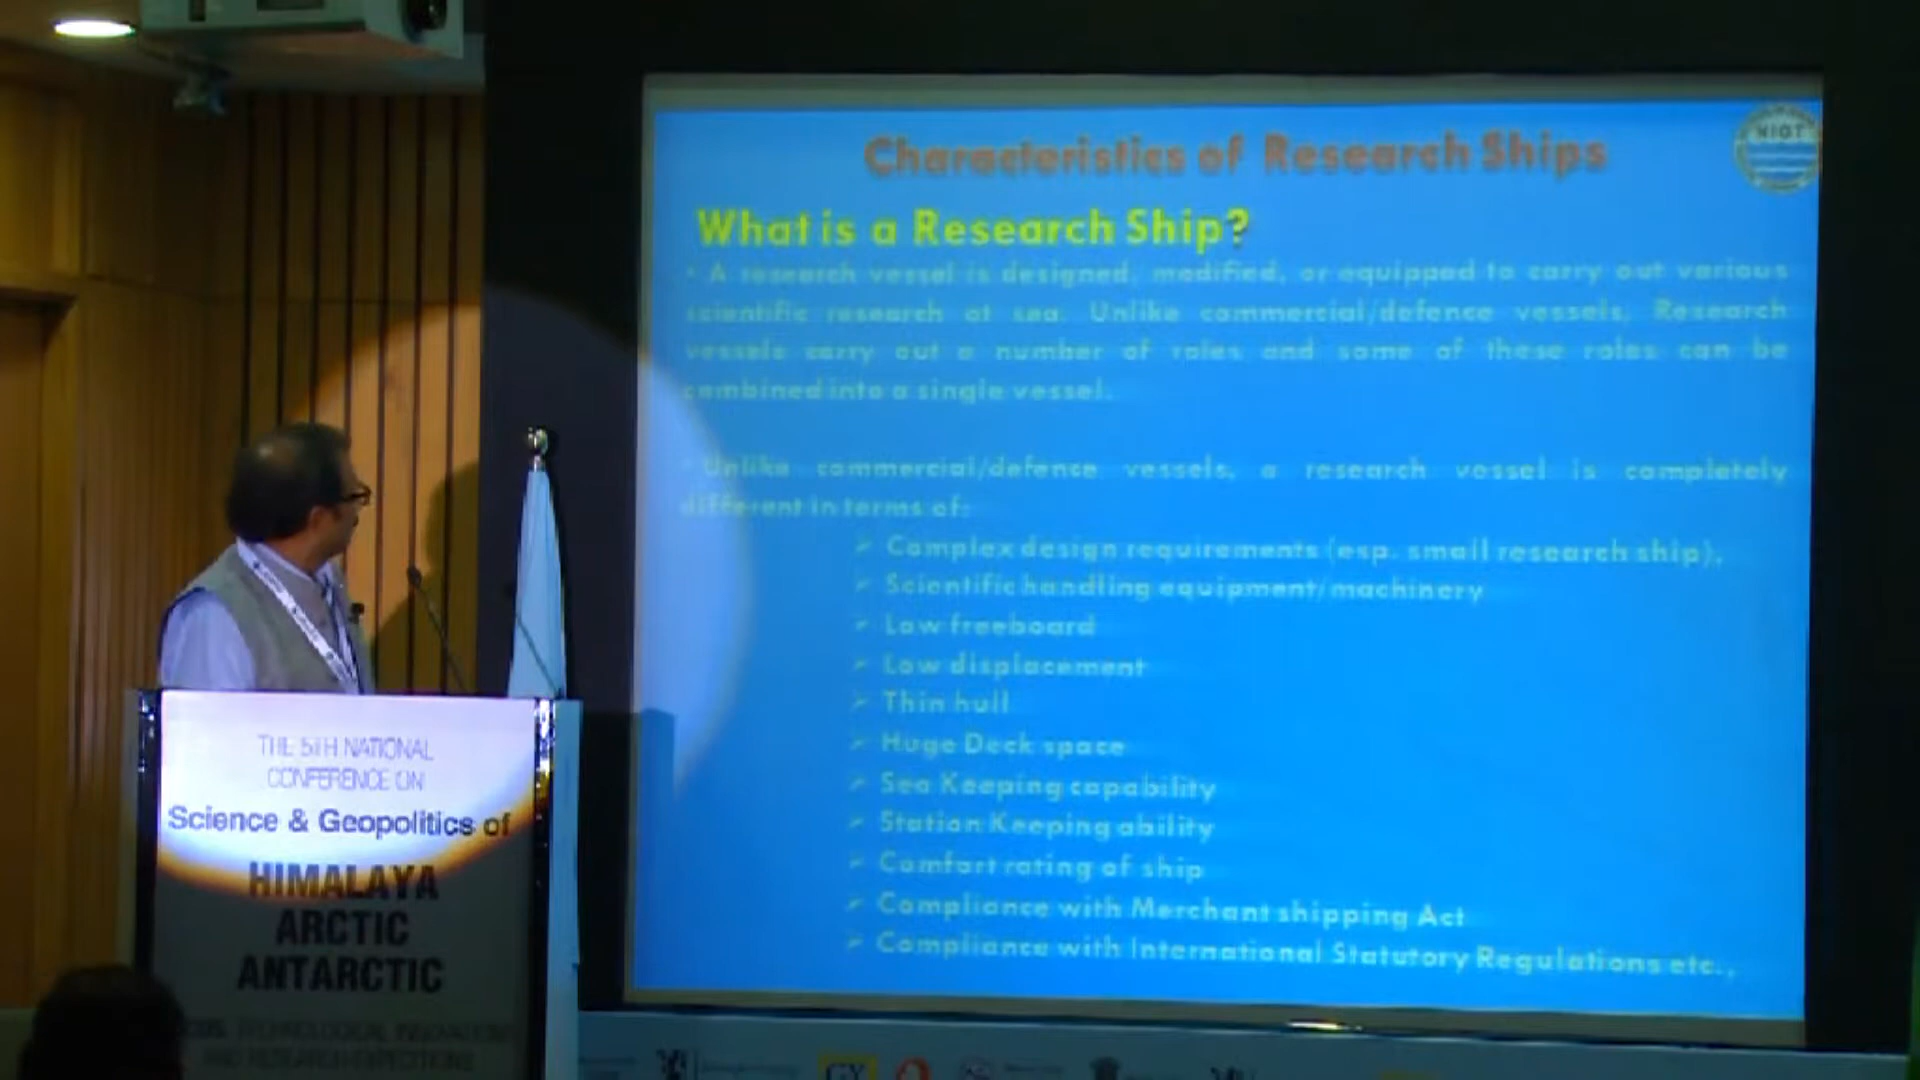 Characteristics of Research Ships
NIOT
What is a Research Ship?
• A research vessel is designed, modified, or equipped to carry out various
scientific research at sea. Unlike commercial/defence vessels, Research
vessels carry out a number of roles and some of these roles can be
combined into a single vessel.
Unlike commercial/defence vessels, a research vessel is completely
different in terms of:
➢ Complex design requirements (esp. small research ship),
➢ Scientific handling equipment/machinery
➢ Low freeboard
➢ Low displacement
➢ Thin hull
➢ Huge Deck space
➢ Sea Keeping capability
➢ Station Keeping ability
➢ Comfort rating of ship
➢ Compliance with Merchant shipping Act
➢ Compliance with International Statutory Regulations etc.,
THE 5TH NATIONAL
CONFERENCE ON
Science & Geopolitics of
HIMALAYA
ARCTIC
ANTARCTIC
TECHNOLOGICAL
AND RESEARCH EXPEDITIONS